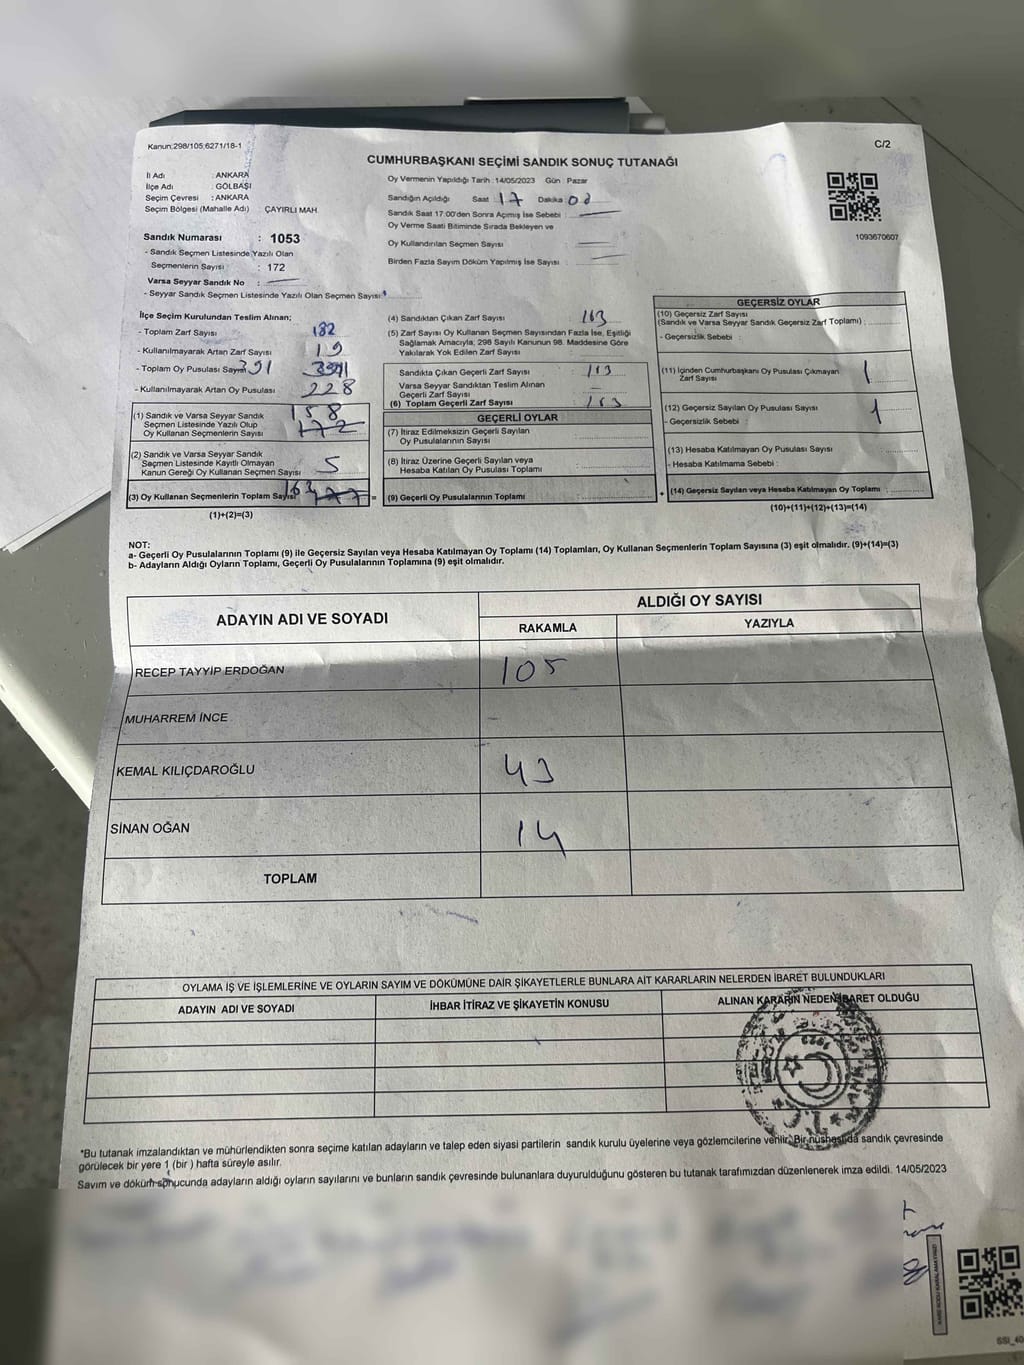 Kanun:298/105;6271/18-1
C/2
CUMHURBAŞKANI SEÇİMİ SANDIK SONUÇ TUTANAĞI
İl Adı : ANKARA
İlçe Adı : GÖLBAŞI
Seçim Çevresi : ANKARA
Seçim Bölgesi (Mahalle Adı) ÇAYIRLI MAH.
Sandık Numarası : 1053
- Sandık Seçmen Listesinde Yazılı Olan
Seçmenlerin Sayısı : 172
Varsa Seyyar Sandık No :
- Seyyar Sandık Seçmen Listesinde Yazılı Olan Seçmen Sayısı:
Oy Vermenin Yapıldığı Tarih : 14/05/2023 Gün : Pazar
Sandığın Açıldığı Saat : 17 Dakika 00
Sandık Saat 17:00'den Sonra Açılmış İse Sebebi :
Oy Verme Saati Bitiminde Sırada Bekleyen ve
Oy Kullandırılan Seçmen Sayısı :
Birden Fazla Sayım Döküm Yapılmış İse Sayısı :
1093670607
İlçe Seçim Kurulundan Teslim Alınan;
- Toplam Zarf Sayısı 182
- Kullanılmayarak Artan Zarf Sayısı 19
- Toplam Oy Pusulası Sayısı 391
- Kullanılmayarak Artan Oy Pusulası 228
(1) Sandık ve Varsa Seyyar Sandık 158
Seçmen Listesinde Yazılı Olup 172
Oy Kullanan Seçmenlerin Sayısı
(2) Sandık ve Varsa Seyyar Sandık
Seçmen Listesinde Kayıtlı Olmayan 5
Kanun Gereği Oy Kullanan Seçmen Sayısı
(3) Oy Kullanan Seçmenlerin Toplam Sayısı 163 177 =
(1)+(2)=(3)
(4) Sandıktan Çıkan Zarf Sayısı : 163
(5) Zarf Sayısı Oy Kullanan Seçmen Sayısından Fazla İse, Eşitliği
Sağlamak Amacıyla, 298 Sayılı Kanunun 98. Maddesine Göre
Yakılarak Yok Edilen Zarf Sayısı :
Sandıkta Çıkan Geçerli Zarf Sayısı : 163
Varsa Seyyar Sandıktan Teslim Alınan
Geçerli Zarf Sayısı :
(6) Toplam Geçerli Zarf Sayısı : 163
GEÇERLİ OYLAR
(7) İtiraz Edilmeksizin Geçerli Sayılan
Oy Pusulalarının Sayısı :
(8) İtiraz Üzerine Geçerli Sayılan veya
Hesaba Katılan Oy Pusulası Toplamı :
(9) Geçerli Oy Pusulalarının Toplamı : +
GEÇERSİZ OYLAR
(10) Geçersiz Zarf Sayısı
(Sandık ve Varsa Seyyar Sandık Geçersiz Zarf Toplamı) :
- Geçersizlik Sebebi :
(11) İçinden Cumhurbaşkanı Oy Pusulası Çıkmayan
Zarf Sayısı :
(12) Geçersiz Sayılan Oy Pusulası Sayısı : 1
- Geçersizlik Sebebi :
(13) Hesaba Katılmayan Oy Pusulası Sayısı :
- Hesaba Katılmama Sebebi :
(14) Geçersiz Sayılan veya Hesaba Katılmayan Oy Toplamı :
(10)+(11)+(12)+(13)=(14)
NOT:
a- Geçerli Oy Pusulalarının Toplamı (9) ile Geçersiz Sayılan veya Hesaba Katılmayan Oy Toplamı (14) Toplamları, Oy Kullanan Seçmenlerin Toplam Sayısına (3) eşit olmalıdır. (9)+(14)=(3)
b- Adayların Aldığı Oyların Toplamı, Geçerli Oy Pusulalarının Toplamına (9) eşit olmalıdır.
ADAYIN ADI VE SOYADI
ALDIĞI OY SAYISI
RAKAMLA YAZIYLA
RECEP TAYYİP ERDOĞAN 105
MUHARREM İNCE -
KEMAL KILIÇDAROĞLU 43
SİNAN OĞAN 14
TOPLAM
OYLAMA İŞ VE İŞLEMLERİNE VE OYLARIN SAYIM VE DÖKÜMÜNE DAİR ŞİKAYETLERLE BUNLARA AİT KARARLARIN NELERDEN İBARET BULUNDUKLARI
ADAYIN ADI VE SOYADI İHBAR İTİRAZ VE ŞİKAYETİN KONUSU ALINAN KARARIN NEDEN İBARET OLDUĞU
*Bu tutanak imzalandıktan ve mühürlendikten sonra seçime katılan adayların ve talep eden siyasi partilerin sandık kurulu üyelerine veya gözlemcilerine verilir. Bir nüshası da sandık çevresinde
görülecek bir yere 1 (bir ) hafta süreyle asılır.
Sayım ve döküm sonucunda adayların aldığı oyların sayılarını ve bunların sandık çevresinde bulunanlara duyurulduğunu gösteren bu tutanak tarafımızdan düzenlenerek imza edildi. 14/05/2023